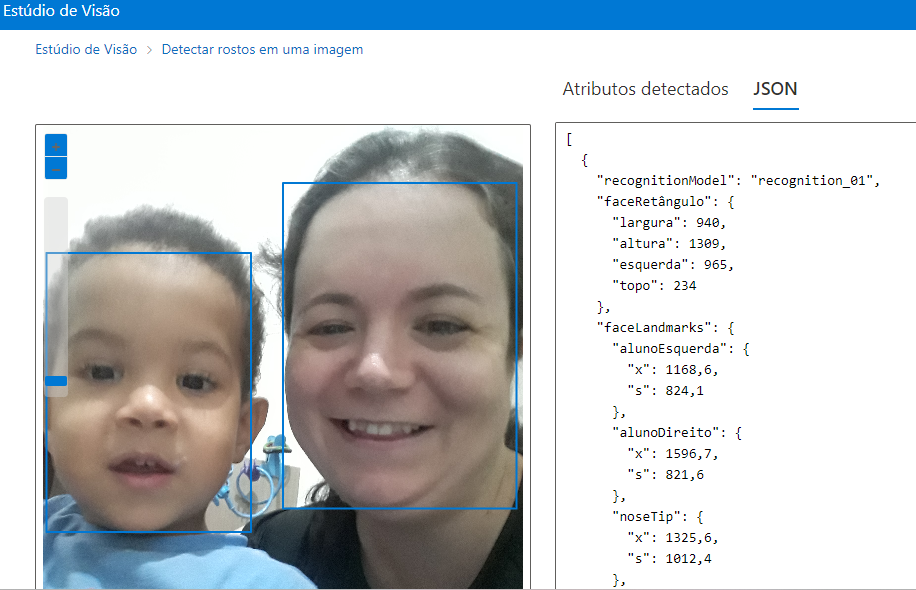 Estúdio de Visão
Estúdio de Visão > Detectar rostos em uma imagem
Atributos detectados JSON
[
{
"recognitionModel": "recognition_01",
"faceRetângulo": {
"largura": 940,
"altura": 1309,
"esquerda": 965,
"topo": 234
},
"faceLandmarks": {
"alunoEsquerda": {
"x": 1168,6,
"s": 824,1
},
"alunoDireito": {
"x": 1596,7,
"s": 821,6
},
"noseTip": {
"x": 1325,6,
"s": 1012,4
},